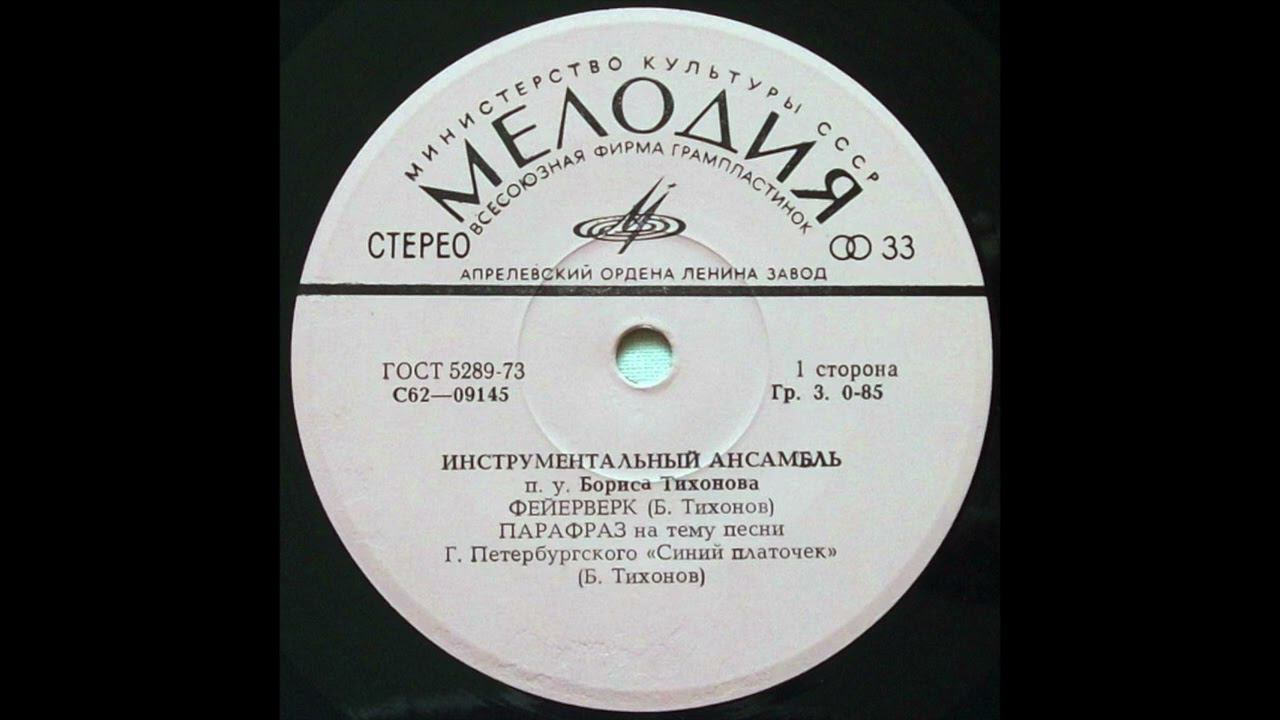 МИНИСТЕРСТВО КУЛЬТУРЫ СССР
МЕЛОДИЯ
ВСЕСОЮЗНАЯ ФИРМА ГРАМПЛАСТИНОК
СТЕРЕО
33
АПРЕЛЕВСКИЙ ОРДЕНА ЛЕНИНА ЗАВОД
ГОСТ 5289-73
1 сторона
С62—09145
Гр. 3. 0-85
ИНСТРУМЕНТАЛЬНЫЙ АНСАМБЛЬ
п. у. Бориса Тихонова
ФЕЙЕРВЕРК (Б. Тихонов)
ПАРАФРАЗ на тему песни
Г. Петербургского «Синий платочек»
(Б. Тихонов)